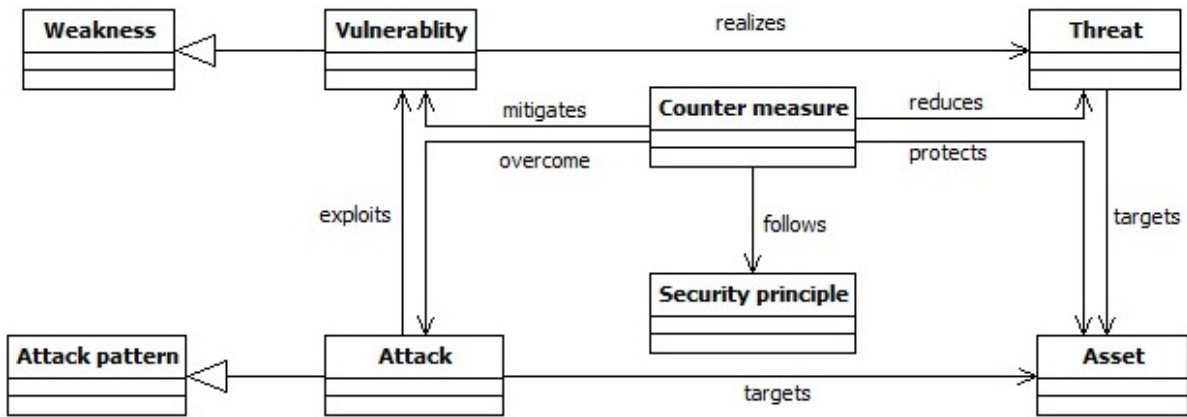 Weakness
Vulnerablity
realizes
Threat
mitigates
Counter measure
reduces
overcome
protects
exploits
follows
targets
Security principle
Attack pattern
Attack
targets
Asset